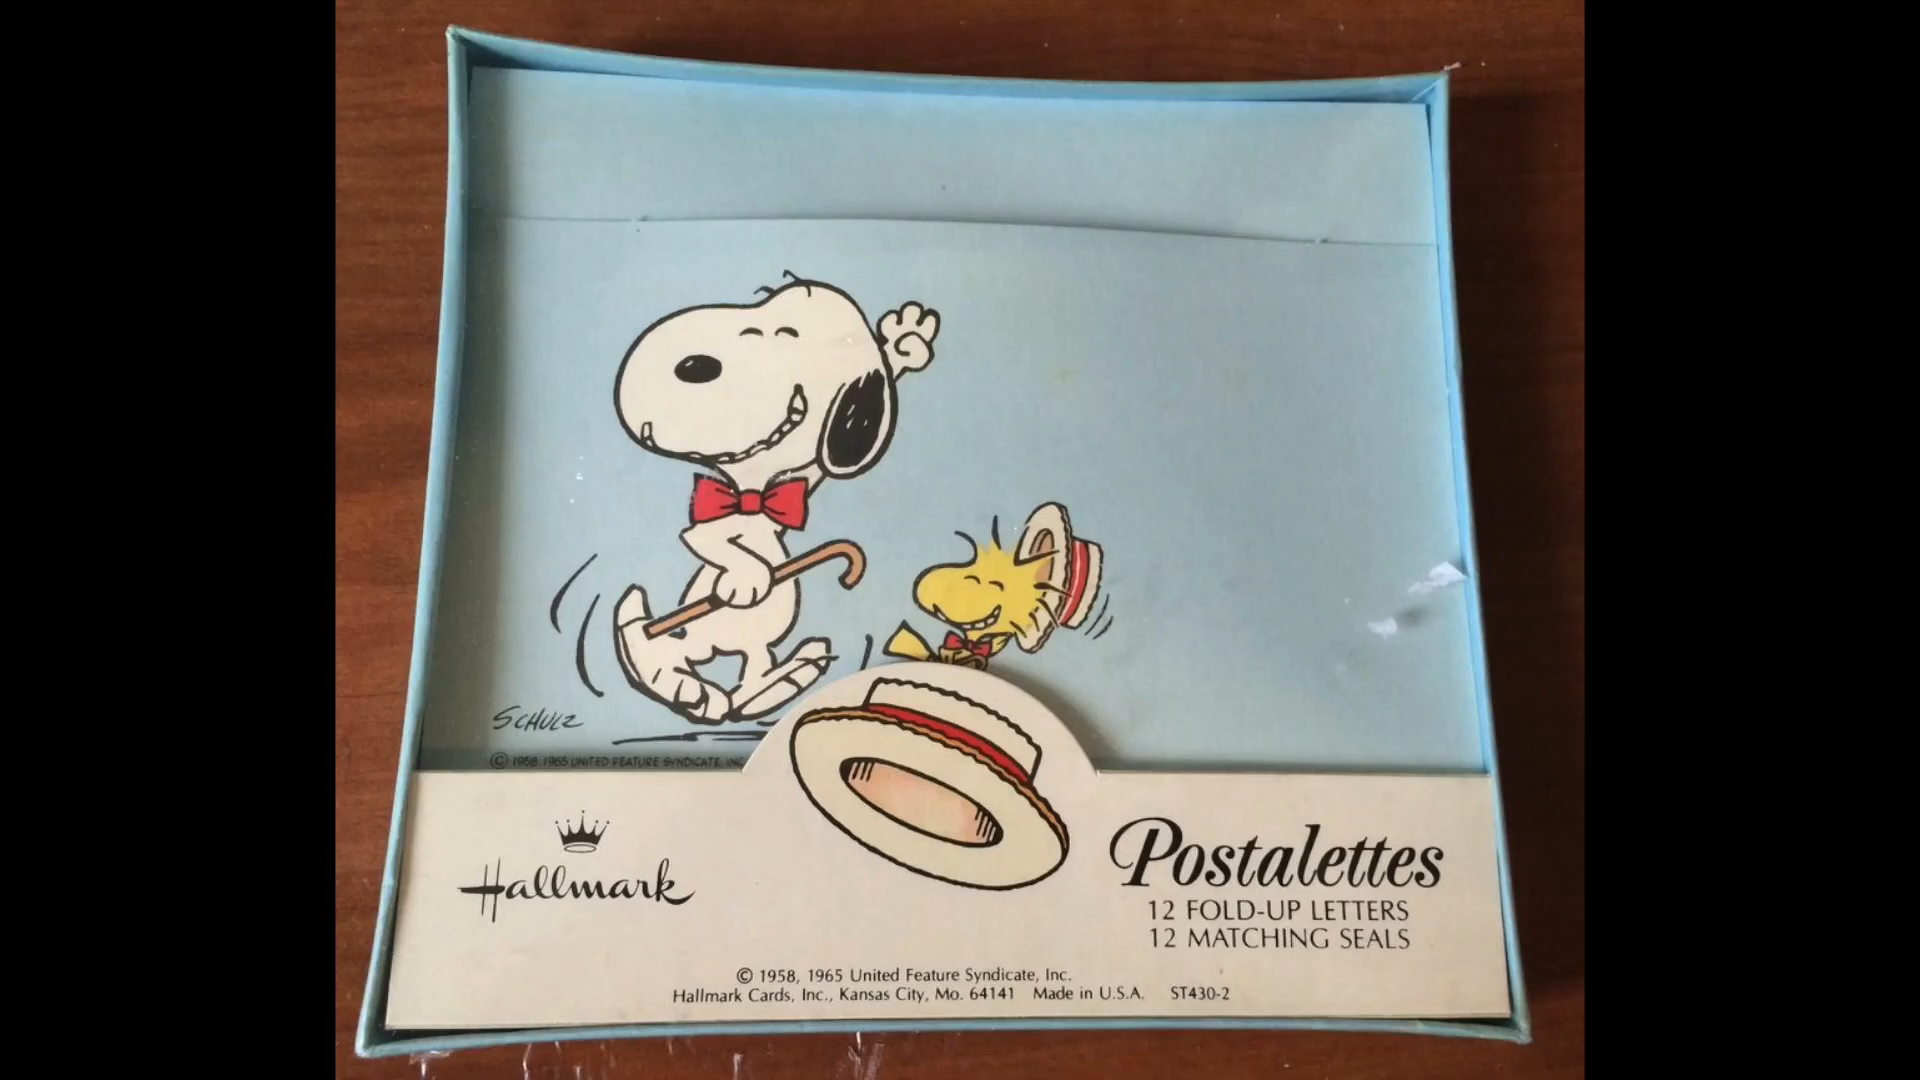 SCHULZ
© 1958 1965 UNITED FEATURE SYNDICATE, INC
Hallmark
Postalettes
12 FOLD-UP LETTERS
12 MATCHING SEALS
© 1958, 1965 United Feature Syndicate, Inc.
Hallmark Cards, Inc., Kansas City, Mo. 64141 Made in U.S.A. ST430-2